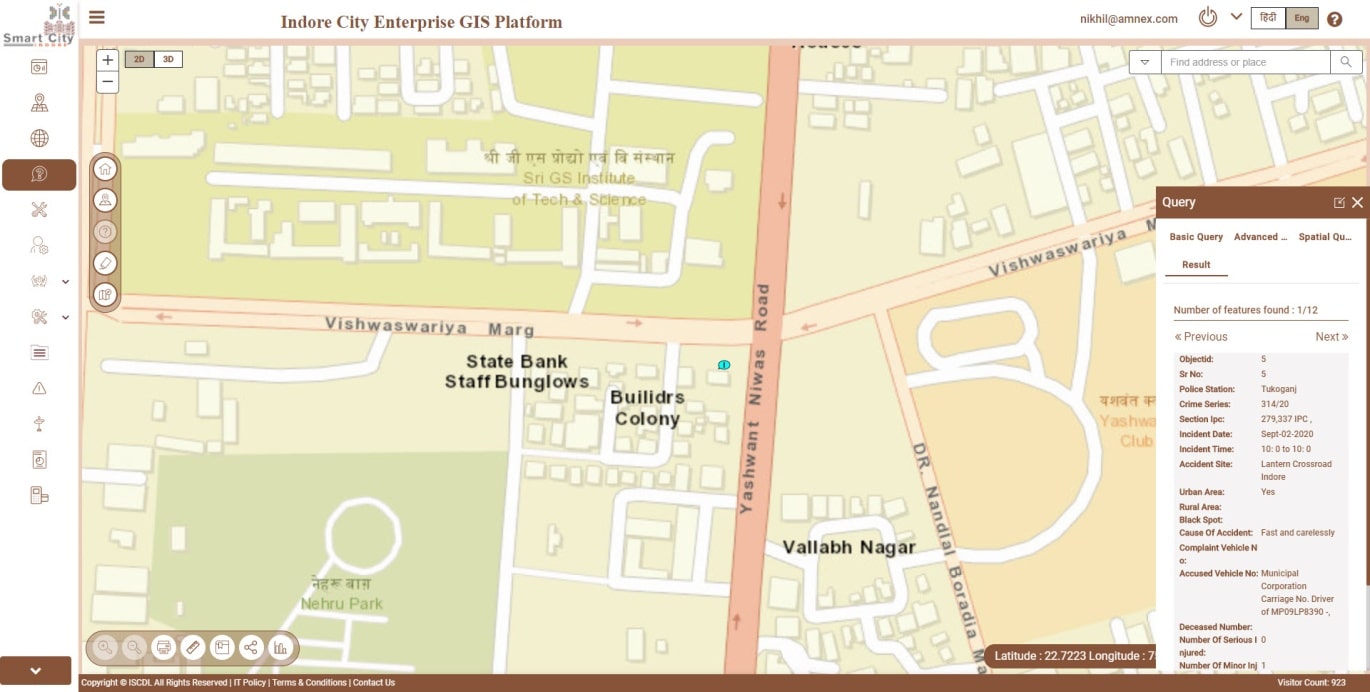 Smart City
INDORE
Indore City Enterprise GIS Platform
nikhil@amnex.com
हिंदी
Eng
2D
3D
Find address or place
श्री जी एस प्रोद्यो एवं वि संस्थान
Sri GS Institute
of Tech & Science
Vishwaswariya Marg
Vishwaswariya M
State Bank
Staff Bunglows
Builidrs
Colony
Yashwant Niwas Road
यशवंत क्ल
Yashwa
Club
DR. Nandlal Boradia Ma
Vallabh Nagar
नेहरू बाग़
Nehru Park
Query
Basic Query Advanced ... Spatial Qu...
Result
Number of features found : 1/12
« Previous Next »
Objectid: 5
Sr No: 5
Police Station: Tukoganj
Crime Series: 314/20
Section Ipc: 279,337 IPC ,
Incident Date: Sept-02-2020
Incident Time: 10: 0 to 10: 0
Accident Site: Lantern Crossroad
Indore
Urban Area: Yes
Rural Area:
Black Spot:
Cause Of Accident: Fast and carelessly
Complaint Vehicle N
o:
Accused Vehicle No: Municipal
Corporation
Carriage No. Driver
of MP09LP8390 -,
Deceased Number:
Number Of Serious I 0
njured:
Number Of Minor Inj 1
Latitude : 22.7223 Longitude : 75
Copyright © ISCDL All Rights Reserved | IT Policy | Terms & Conditions | Contact Us
Visitor Count: 923